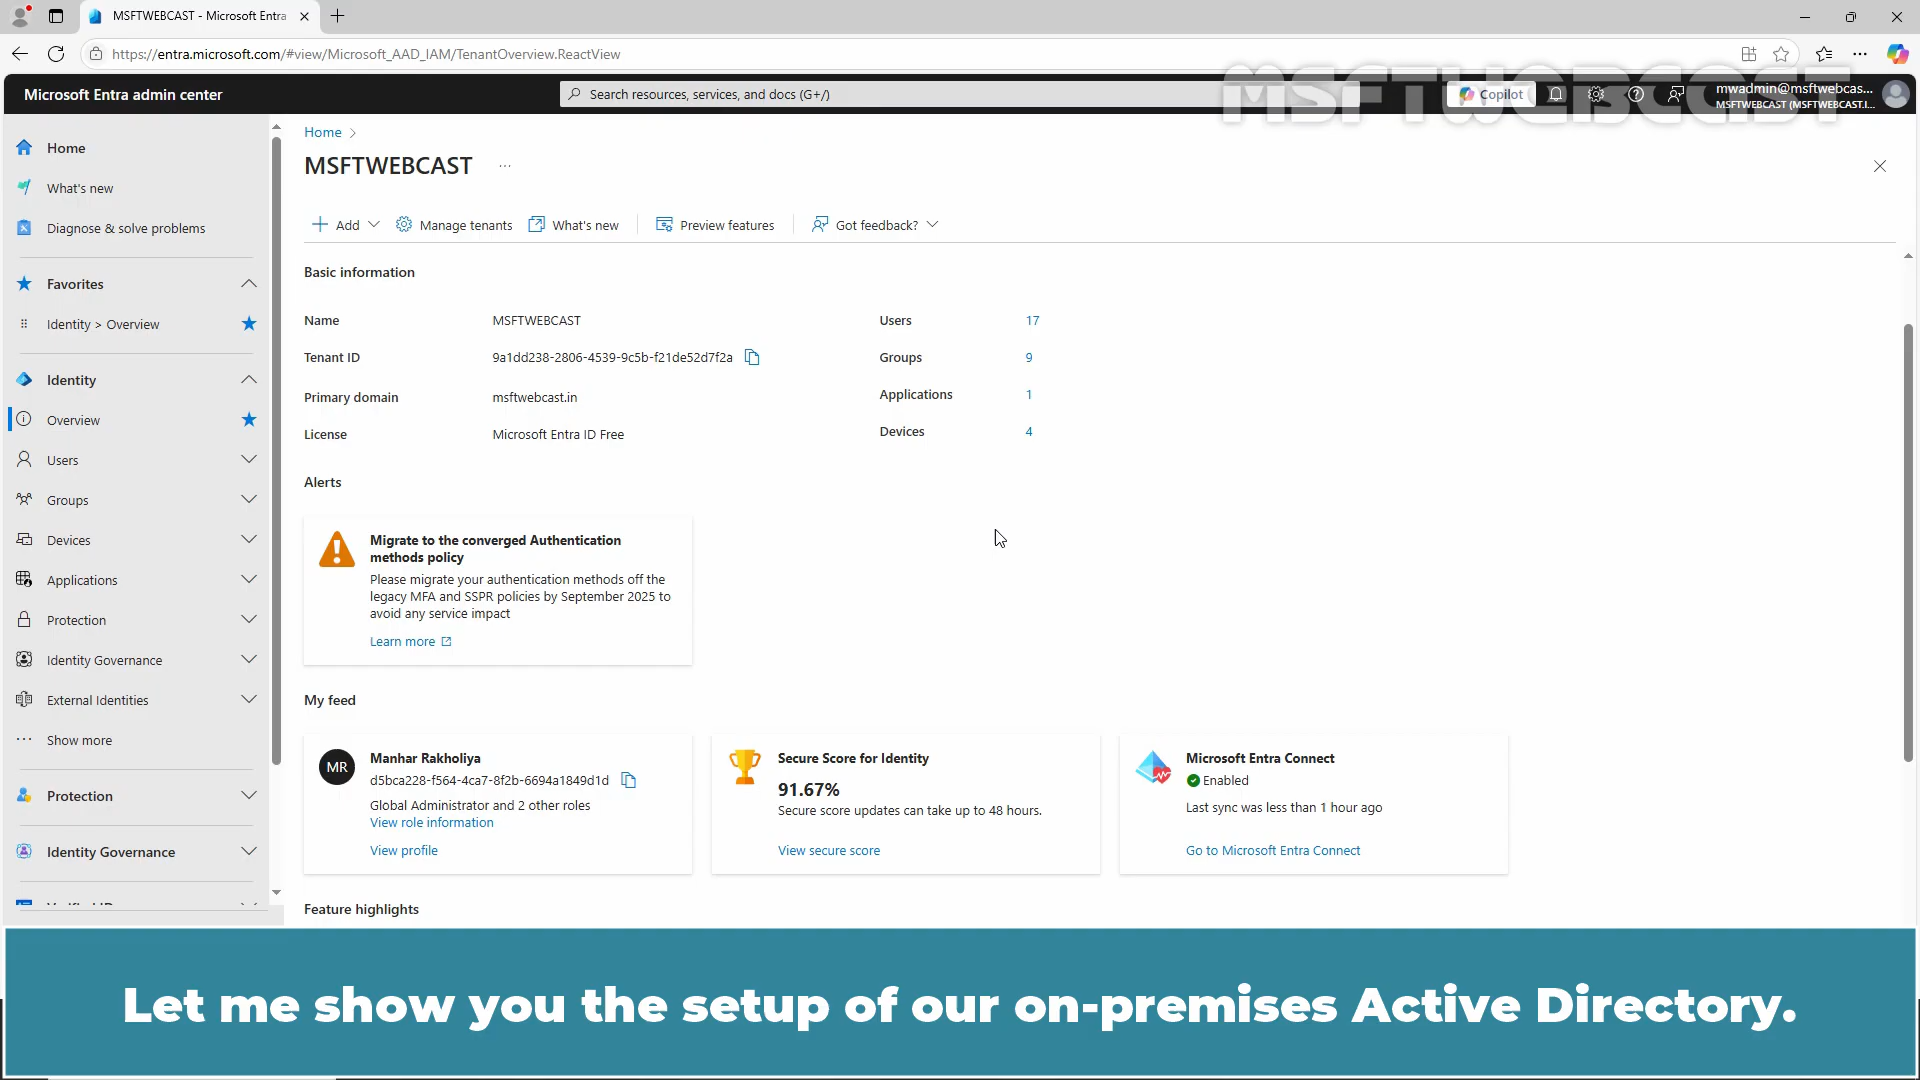 MSFTWEBCAST - Microsoft Entra
https://entra.microsoft.com/#view/Microsoft_AAD_IAM/TenantOverview.ReactView
MSFTWEBCAST
Microsoft Entra admin center
Search resources, services, and docs (G+/)
Copilot
mwadmin@msftwebcas...
MSFTWEBCAST (MSFTWEBCAST.I...
Home
What's new
Diagnose & solve problems
Favorites
Identity > Overview
Identity
Overview
Users
Groups
Devices
Applications
Protection
Identity Governance
External Identities
Show more
Protection
Identity Governance
Home >
MSFTWEBCAST ...
Add
Manage tenants
What's new
Preview features
Got feedback?
Basic information
Name MSFTWEBCAST Users 17
Tenant ID 9a1dd238-2806-4539-9c5b-f21de52d7f2a Groups 9
Primary domain msftwebcast.in Applications 1
License Microsoft Entra ID Free Devices 4
Alerts
Migrate to the converged Authentication
methods policy
Please migrate your authentication methods off the
legacy MFA and SSPR policies by September 2025 to
avoid any service impact
Learn more
My feed
MR
Manhar Rakholiya
d5bca228-f564-4ca7-8f2b-6694a1849d1d
Global Administrator and 2 other roles
View role information
View profile
Secure Score for Identity
91.67%
Secure score updates can take up to 48 hours.
View secure score
Microsoft Entra Connect
Enabled
Last sync was less than 1 hour ago
Go to Microsoft Entra Connect
Feature highlights
Let me show you the setup of our on-premises Active Directory.